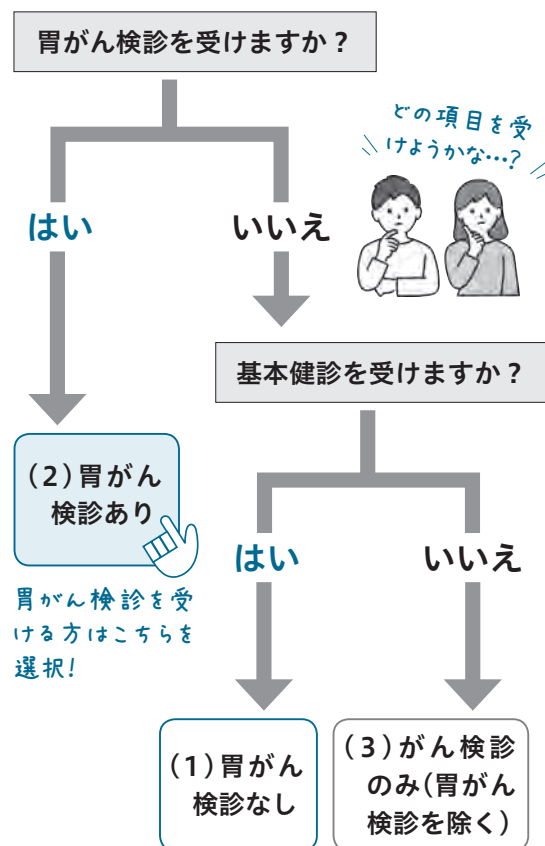 胃がん検診を受けますか？
どの項目を受
けようかな…?
はい
いいえ
基本健診を受けますか？
(2)胃がん
検診あり
胃がん検診を受
ける方はこちらを
選択!
はい
いいえ
(1)胃がん
検診なし
(3)がん検診
のみ(胃がん
検診を除く)